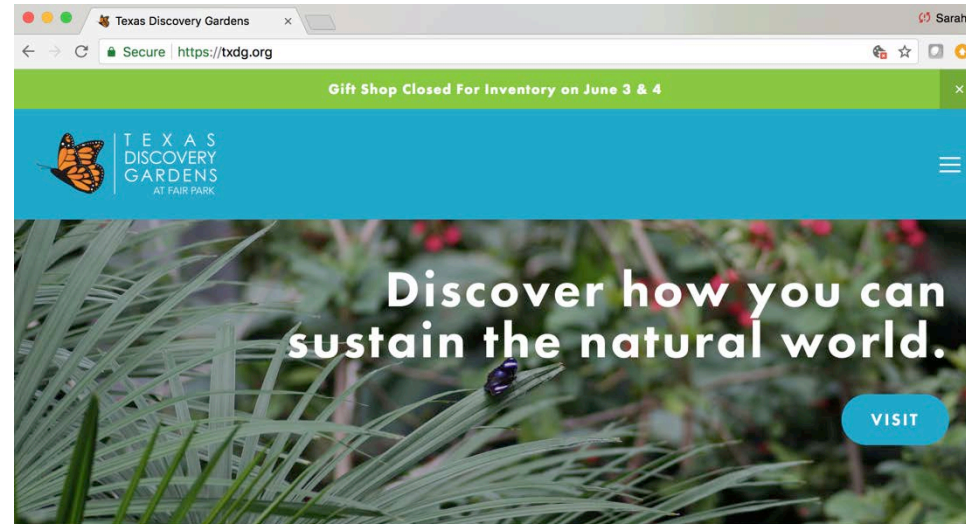 Texas Discovery Gardens
Sarah
Secure https://txdg.org
Gift Shop Closed For Inventory on June 3 & 4
TEXAS
DISCOVERY
GARDENS
AT FAIR PARK
Discover how you can
sustain the natural world.
VISIT